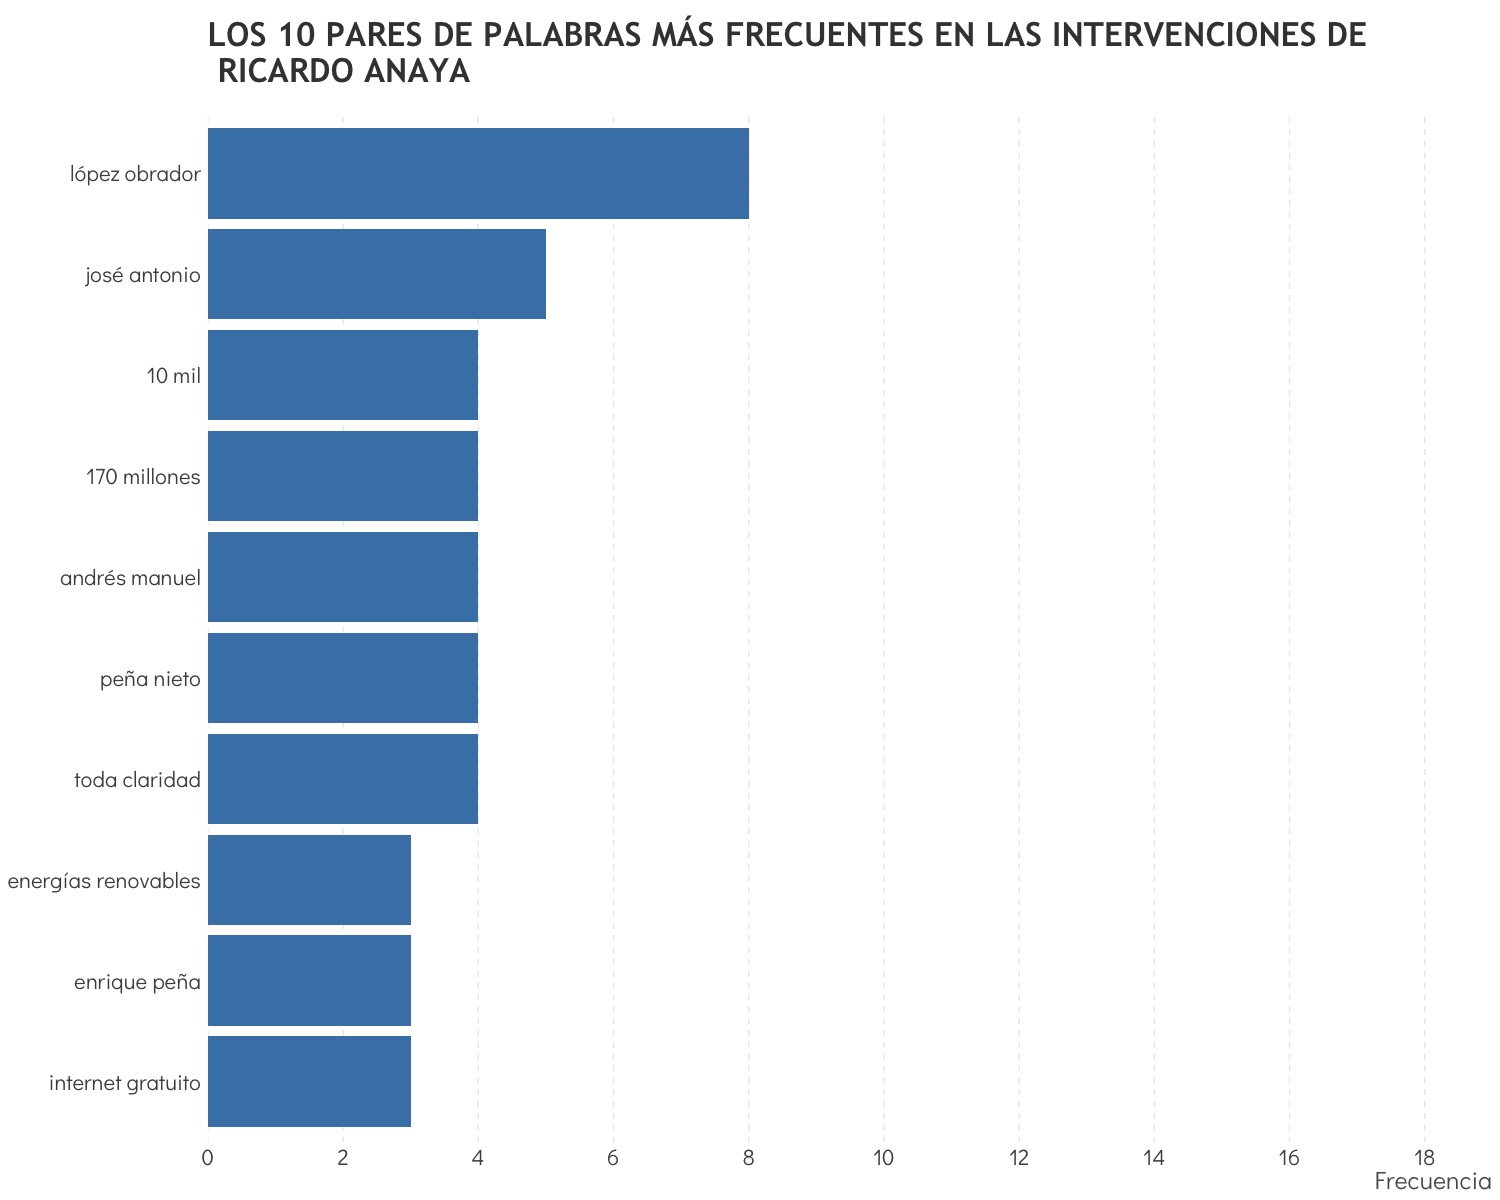 LOS 10 PARES DE PALABRAS MÁS FRECUENTES EN LAS INTERVENCIONES DE
RICARDO ANAYA
lópez obrador
josé antonio
10 mil
170 millones
andrés manuel
peña nieto
toda claridad
energías renovables
enrique peña
internet gratuito
0 2 4 6 8 10 12 14 16 18
Frecuencia